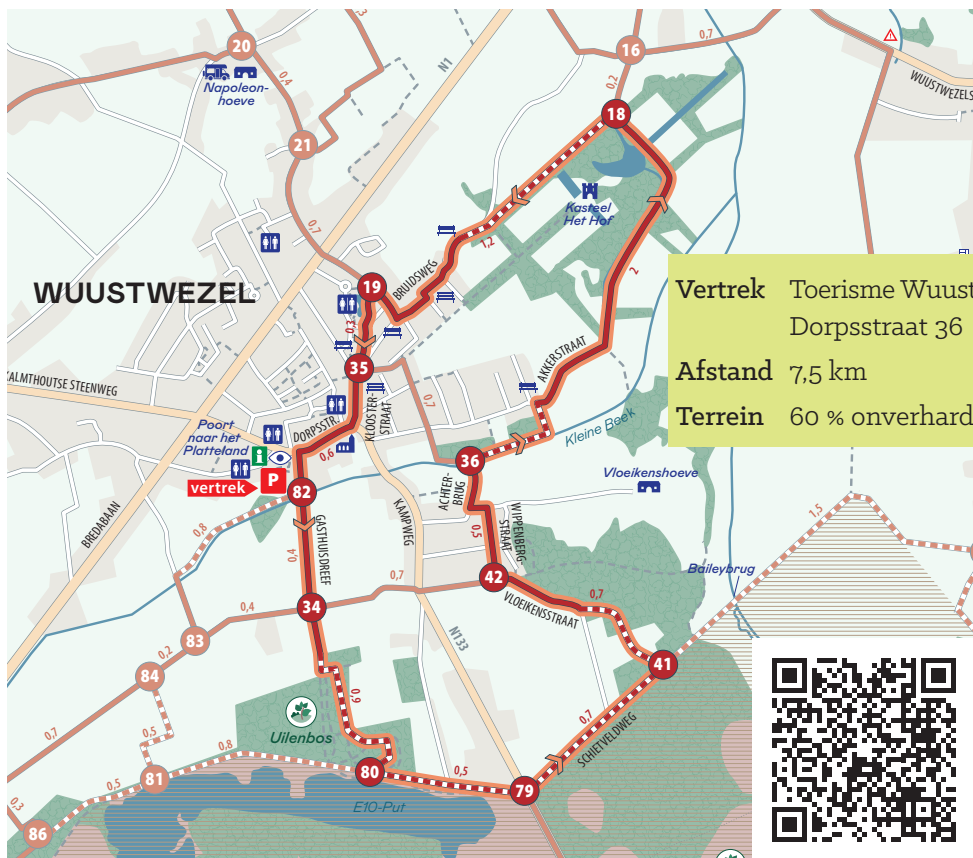 20
Napoleon-
hoeve
0,4
21
N1
16
0,7
0,2
18
WUUSTWEZELS
Kasteel
Het Hof
1,2
0,7
19
BRUIDSWEG
WUUSTWEZEL
0,3
35
2
Vertrek Toerisme Wuust
Dorpsstraat 36
Afstand 7,5 km
Terrein 60 % onverhard
KALMTHOUTSE STEENWEG
AKKERSTRAAT
KLOOSTER-
STRAAT
0,7
DORPSSTR.
0,6
Poort
naar het
Platteland
i
vertrek
P
82
Kleine Beek
36
ACHTER-
BRUG
Vloeikenshoeve
BREDABAAN
0,8
GASTHUISDREEF
0,4
KAMPWEG
0,5
WIPPENBERG-
STRAAT
1,5
42
0,7
Baileybrug
34
0,4
VLOEIKENSSTRAAT
0,7
83
N133
0,2
84
41
0,9
0,7
Uilenbos
0,7
SCHIETVELDWEG
0,5
0,8
81
80
0,5
79
0,5
E10-Put
0,3
86